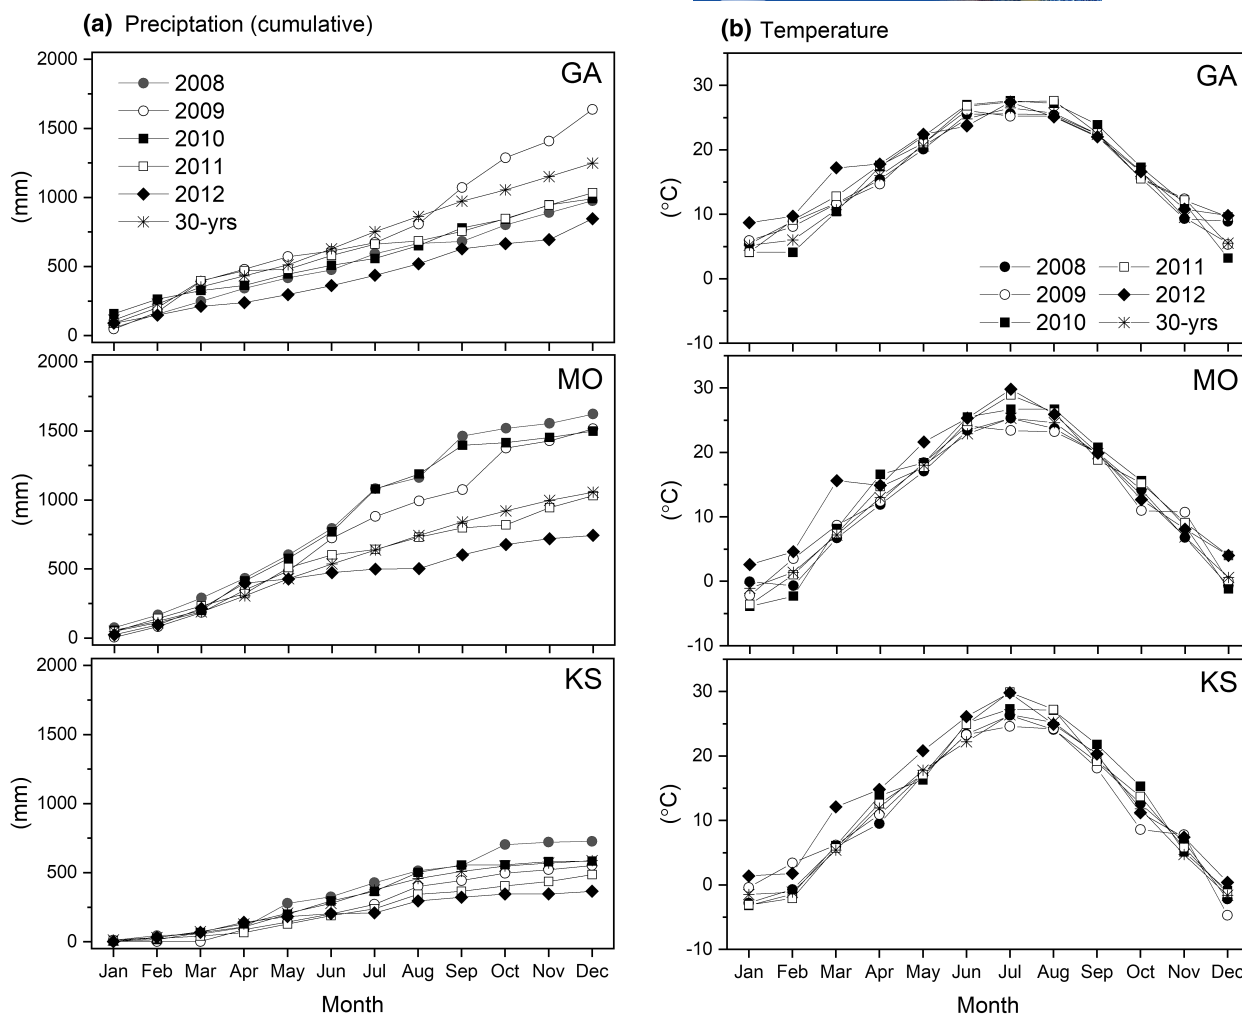 (a) Preciptation (cumulative)
2000
1500
1000
500
0
(mm)
GA
2008
2009
2010
2011
2012
30-yrs
2000
1500
1000
500
0
(mm)
MO
2000
1500
1000
500
0
(mm)
KS
Jan Feb Mar Apr May Jun Jul Aug Sep Oct Nov Dec
Month
(b) Temperature
30
20
10
0
-10
(°C)
GA
2008 2011
2009 2012
2010 30-yrs
30
20
10
0
-10
(°C)
MO
30
20
10
0
-10
(°C)
KS
Jan Feb Mar Apr May Jun Jul Aug Sep Oct Nov Dec
Month